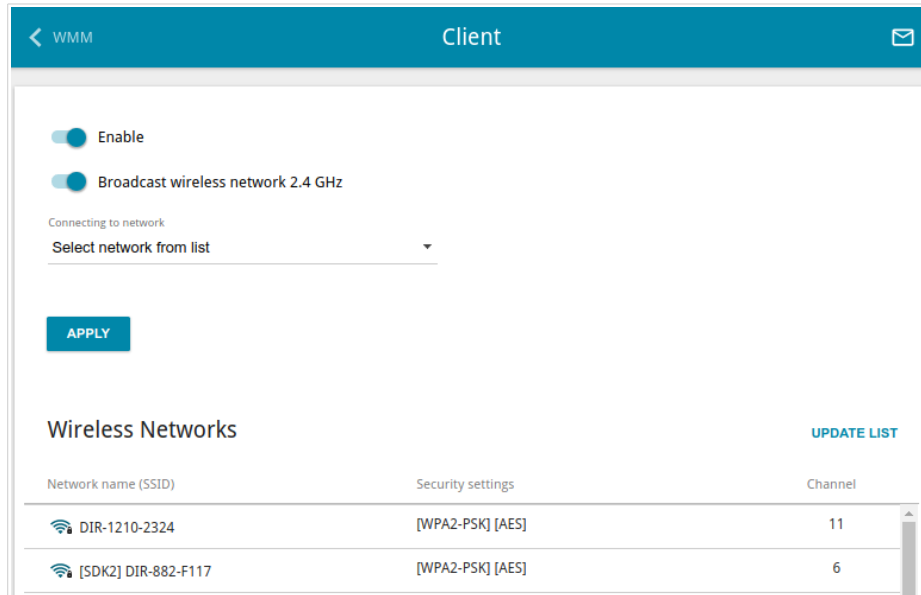 WMM Client
Enable
Broadcast wireless network 2.4 GHz
Connecting to network
Select network from list
APPLY
Wireless Networks UPDATE LIST
Network name (SSID) Security settings Channel
DIR-1210-2324 [WPA2-PSK] [AES] 11
[SDK2] DIR-882-F117 [WPA2-PSK] [AES] 6